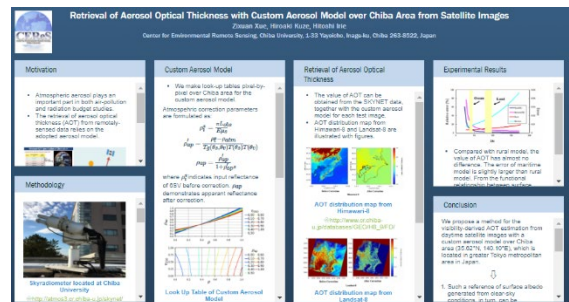 Retrieval of Aerosol Optical Thickness with Custom Aerosol Model over Chiba Area from Satellite Images
Zixuan Xue, Hiroaki Kuze, Hitoshi Irie
Center for Environmental Remote Sensing, Chiba University, 1-33 Yayoicho, Inage-ku, Chiba 263-8522, Japan
CEReS
Motivation
• Atmospheric aerosol plays an
important part in both air-pollution
and radiation budget studies.
• The retrieval of aerosol optical
thickness (AOT) from remotely-
sensed data relies on the
adopted aerosol model.
Methodology
Skyradiometer located at Chiba
University
Custom Aerosol Model
• We make look-up tables pixel-by-
pixel over Chiba area for the
custom aerosol model.
Atmospehric correction parameters
are formulated as:
where ρ* indicates input reflectance
of 6SV before correction.
demonstrates apparent reflectance
after correction.
Look Up Table of Custom Aerosol
Model
Retrieval of Aerosol Optical
Thickness
• The value of AOT can be
obtained from the SKYNET data,
together with the custom aerosol
model for each test image.
• AOT distribution map from
Himawari-8 and Landsat-8 are
illustrated with figures.
AOT distribution map from
Himawari-8
AOT distribution map from
Landsat-8
Experimental Results
• Compared with rural model, the
value of AOT has almost no
difference. The error of maritime
model is slightly larger than rural
model. From the functional
relationship between surface
Conclusion
We propose a method for the
visibility-derived AOT estimation from
daytime satellite images with a
custom aerosol model over Chiba
area (35.62°N, 140.10°E), which is
located in greater Tokyo metropolitan
area in Japan.
1. Such a reference of surface albedo
generated from clear-sky
conditions, in turn, can be